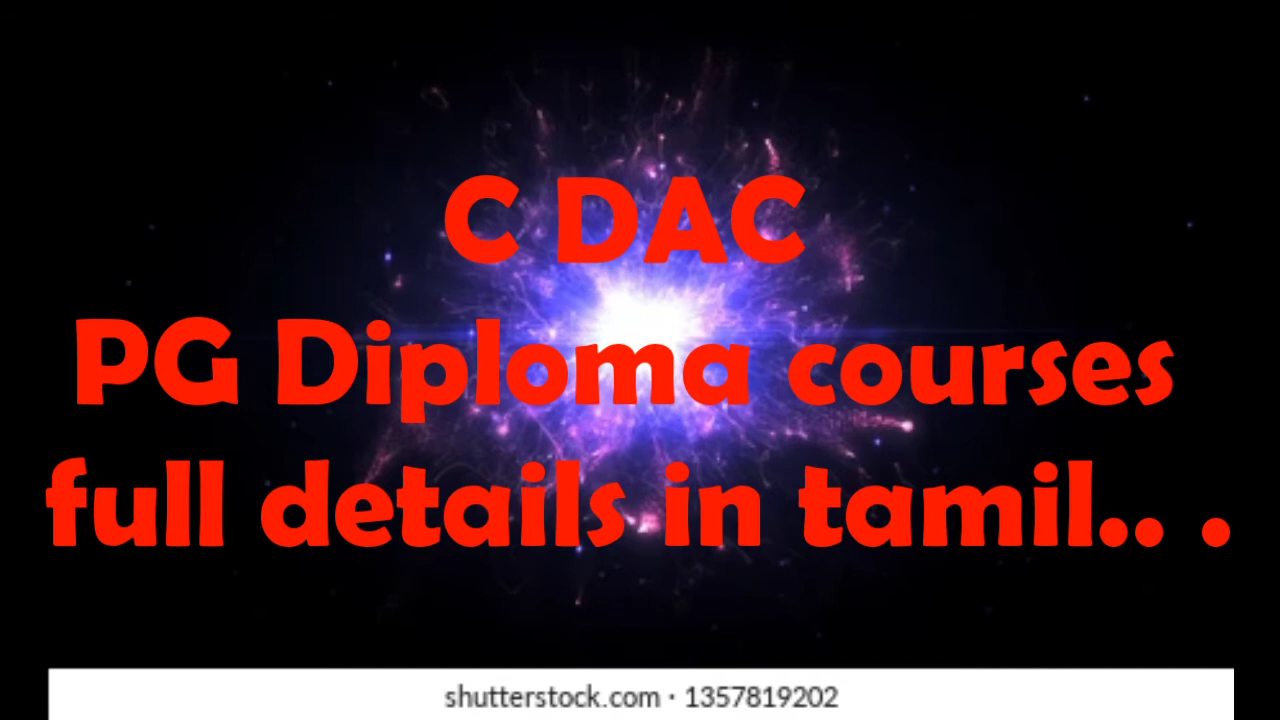 C DAC
PG Diploma courses
full details in tamil.. .
shutterstock.com · 1357819202